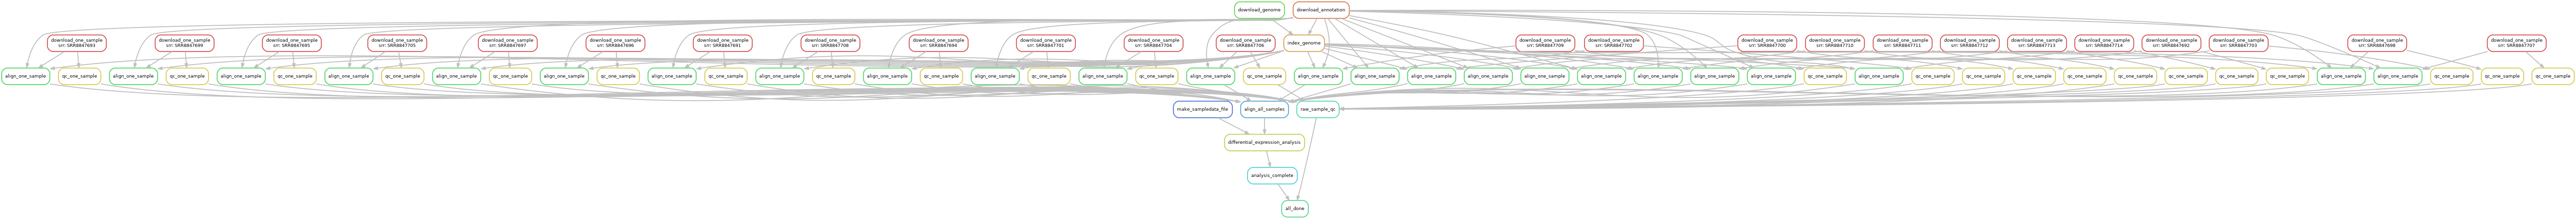 download_genome
download_annotation
download_one_sample
srr: SRR8847693
download_one_sample
srr: SRR8847699
download_one_sample
srr: SRR8847695
download_one_sample
srr: SRR8847705
download_one_sample
srr: SRR8847697
download_one_sample
srr: SRR8847696
download_one_sample
srr: SRR8847691
download_one_sample
srr: SRR8847708
download_one_sample
srr: SRR8847694
download_one_sample
srr: SRR8847701
download_one_sample
srr: SRR8847704
download_one_sample
srr: SRR8847706
index_genome
download_one_sample
srr: SRR8847709
download_one_sample
srr: SRR8847702
download_one_sample
srr: SRR8847700
download_one_sample
srr: SRR8847710
download_one_sample
srr: SRR8847711
download_one_sample
srr: SRR8847712
download_one_sample
srr: SRR8847713
download_one_sample
srr: SRR8847714
download_one_sample
srr: SRR8847692
download_one_sample
srr: SRR8847703
download_one_sample
srr: SRR8847698
download_one_sample
srr: SRR8847707
align_one_sample
qc_one_sample
align_one_sample
qc_one_sample
align_one_sample
qc_one_sample
align_one_sample
qc_one_sample
align_one_sample
qc_one_sample
align_one_sample
qc_one_sample
align_one_sample
qc_one_sample
align_one_sample
qc_one_sample
align_one_sample
qc_one_sample
align_one_sample
qc_one_sample
align_one_sample
qc_one_sample
align_one_sample
qc_one_sample
align_one_sample
align_one_sample
align_one_sample
align_one_sample
align_one_sample
align_one_sample
align_one_sample
align_one_sample
align_one_sample
qc_one_sample
align_one_sample
qc_one_sample
qc_one_sample
qc_one_sample
qc_one_sample
qc_one_sample
qc_one_sample
qc_one_sample
qc_one_sample
align_one_sample
align_one_sample
qc_one_sample
qc_one_sample
qc_one_sample
make_sampledata_file
align_all_samples
raw_sample_qc
differential_expression_analysis
analysis_complete
all_done